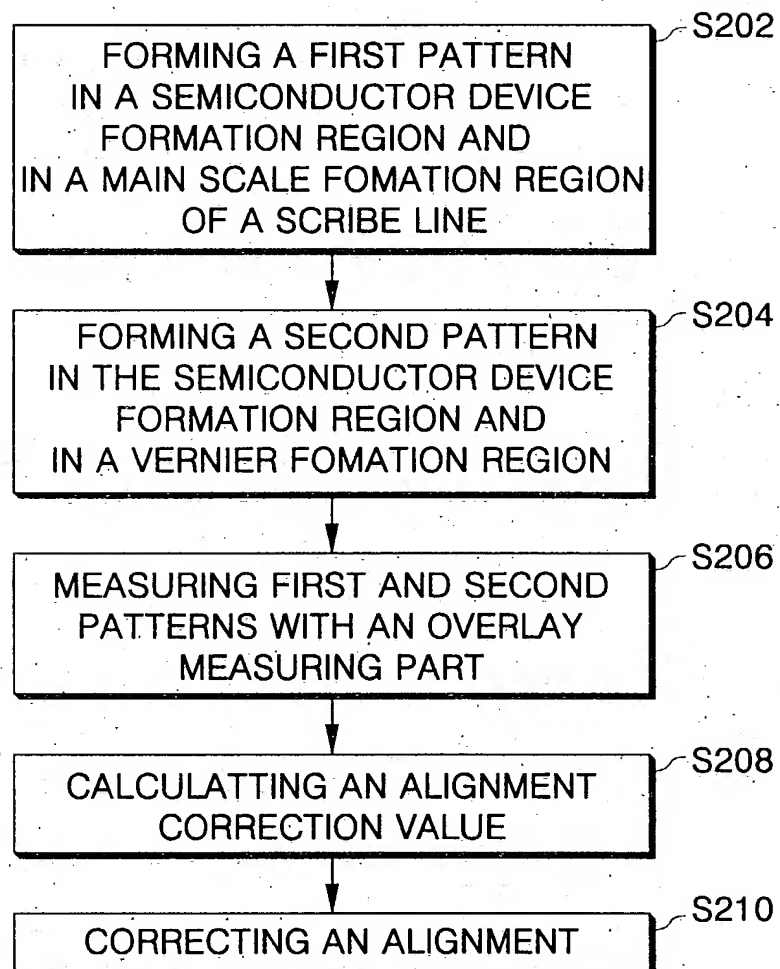 S202
FORMING A FIRST PATTERN
IN A SEMICONDUCTOR DEVICE
FORMATION REGION AND
IN A MAIN SCALE FOMATION REGION
OF A SCRIBE LINE
S204
FORMING A SECOND PATTERN
IN THE SEMICONDUCTOR DEVICE
FORMATION REGION AND
IN A VERNIER FOMATION REGION
S206
MEASURING FIRST AND SECOND
PATTERNS WITH AN OVERLAY
MEASURING PART
S208
CALCULATTING AN ALIGNMENT
CORRECTION VALUE
S210
CORRECTING AN ALIGNMENT